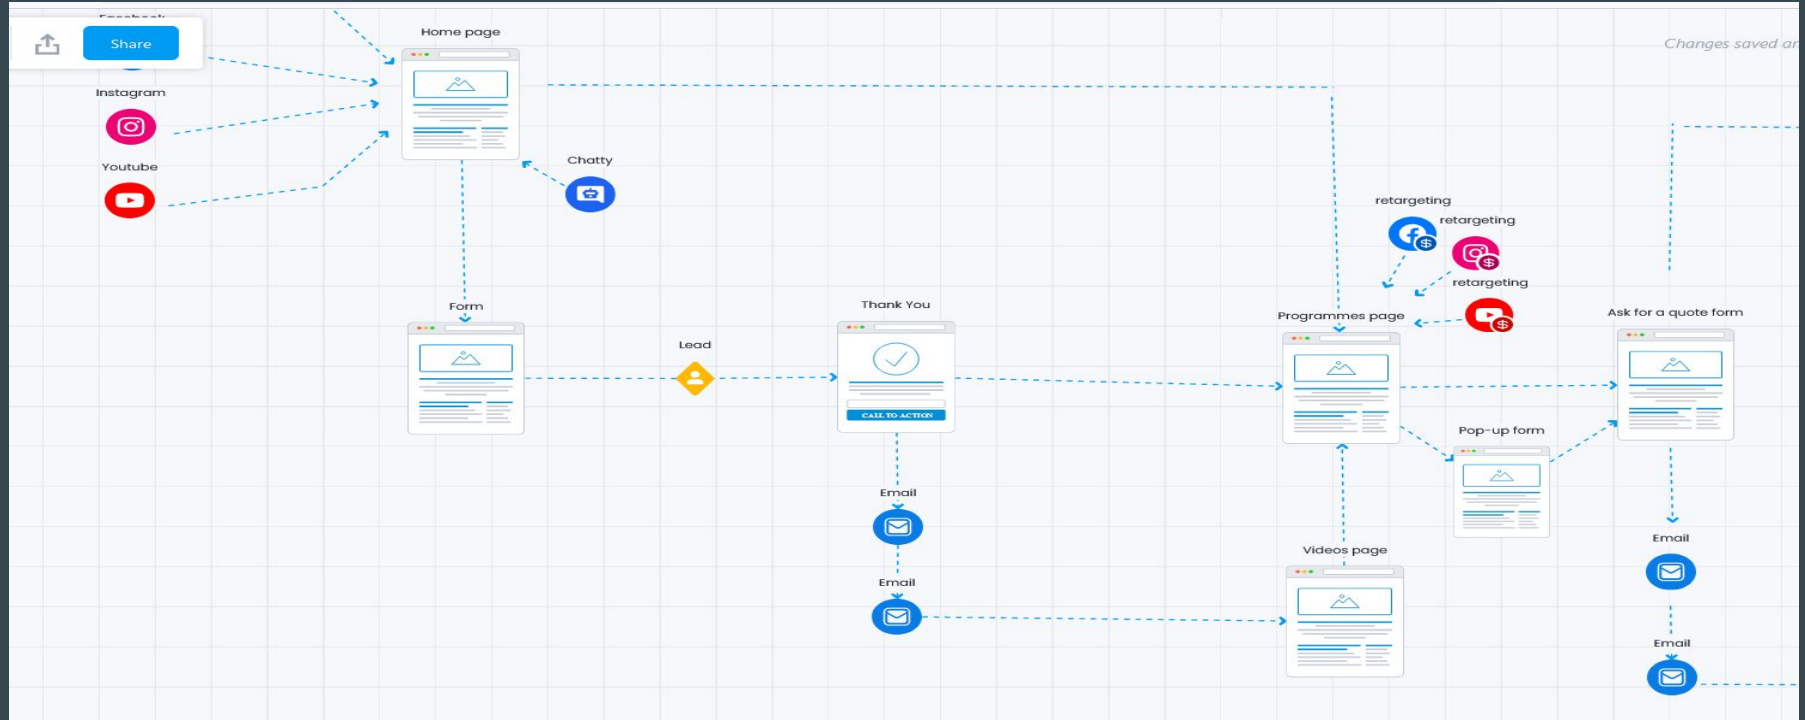 Share
Home page
Changes saved
Instagram
Youtube
Chatty
retargeting
retargeting
retargeting
Form
Thank You
Programmes page
Ask for a quote form
Lead
CALL TO ACTION
Pop-up form
Email
Email
Videos page
Email
Email